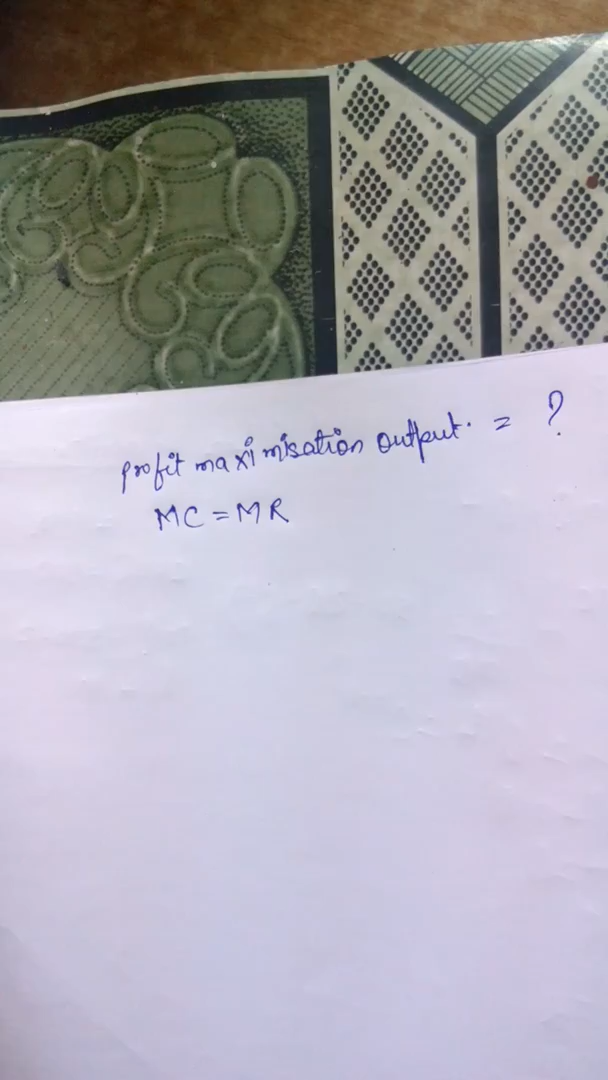 profit maximisation output. = ?
MC = MR